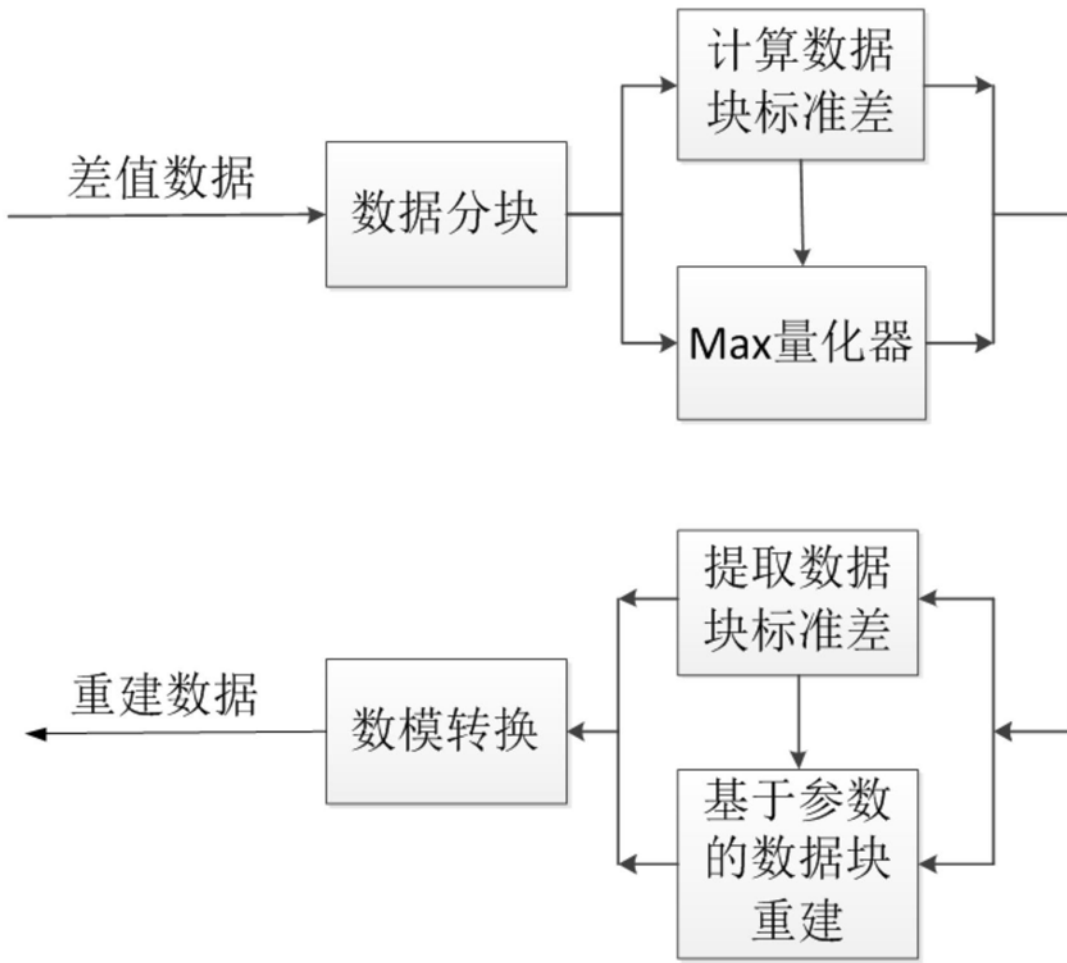 差值数据
数据分块
计算数据
块标准差
Max量化器
提取数据
块标准差
重建数据
数模转换
基于参数
的数据块
重建